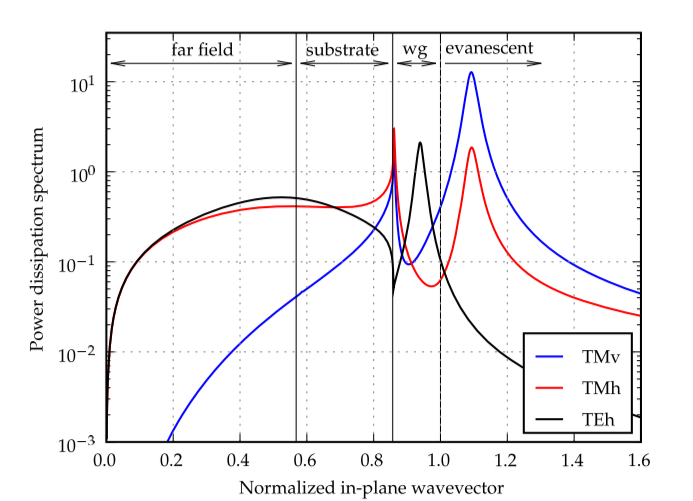 far field substrate wg evanescent
10¹
10⁰
10⁻¹
10⁻²
10⁻³
Power dissipation spectrum
TMv
TMh
TEh
0.0 0.2 0.4 0.6 0.8 1.0 1.2 1.4 1.6
Normalized in-plane wavevector